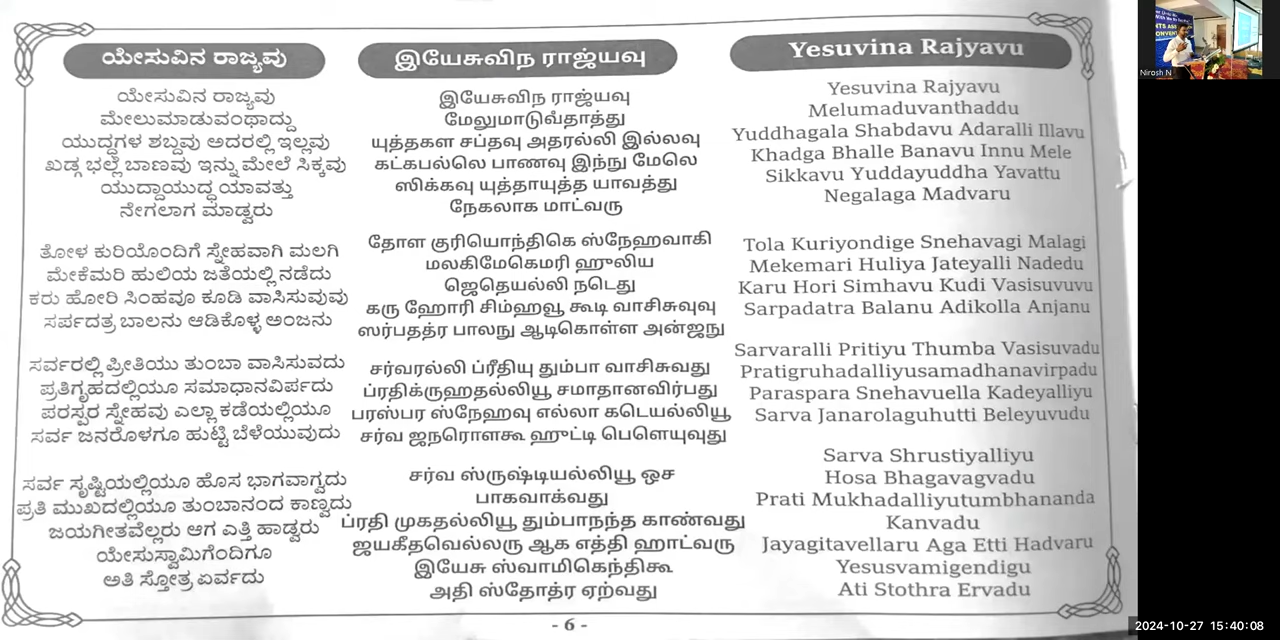 ಯೇಸುವಿನ ರಾಜ್ಯವು
ಯೇಸುವಿನ ರಾಜ್ಯವು
ಮೇಲುಮಾಡುವಂಥಾದ್ದು
ಯುದ್ಧಗಳ ಶಬ್ದವು ಅದರಲ್ಲಿ ಇಲ್ಲವು
ಖಡ್ಗ ಭಲ್ಲೆ ಬಾಣವು ಇನ್ನು ಮೇಲೆ ಸಿಕ್ಕವು
ಯುದ್ದಾಯುದ್ಧ ಯಾವತ್ತು
ನೇಗಲಾಗ ಮಾಡ್ವರು
ತೋಳ ಕುರಿಯೊಂದಿಗೆ ಸ್ನೇಹವಾಗಿ ಮಲಗಿ
ಮೇಕೆಮರಿ ಹುಲಿಯ ಜತೆಯಲ್ಲಿ ನಡೆದು
ಕರು ಹೋರಿ ಸಿಂಹವೂ ಕೂಡಿ ವಾಸಿಸುವುವು
ಸರ್ಪದತ್ರ ಬಾಲನು ಆಡಿಕೊಳ್ಳ ಅಂಜನು
ಸರ್ವರಲ್ಲಿ ಪ್ರೀತಿಯು ತುಂಬಾ ವಾಸಿಸುವದು
ಪ್ರತಿಗೃಹದಲ್ಲಿಯೂ ಸಮಾಧಾನವಿರ್ಪದು
ಪರಸ್ಪರ ಸ್ನೇಹವು ಎಲ್ಲಾ ಕಡೆಯಲ್ಲಿಯೂ
ಸರ್ವ ಜನರೊಳಗೂ ಹುಟ್ಟಿ ಬೆಳೆಯುವುದು
ಸರ್ವ ಸೃಷ್ಟಿಯಲ್ಲಿಯೂ ಹೊಸ ಭಾಗವಾಗ್ವದು
ಪ್ರತಿ ಮುಖದಲ್ಲಿಯೂ ತುಂಬಾನಂದ ಕಾಣ್ವದು
ಜಯಗೀತವೆಲ್ಲರು ಆಗ ಎತ್ತಿ ಹಾಡ್ವರು
ಯೇಸುಸ್ವಾಮಿಗೆಂದಿಗೂ
ಅತಿ ಸ್ತೋತ್ರ ಏರ್ವದು
இயேசுவிந ராஜ்யவு
இயேசுவிந ராஜ்யவு
மேலுமாடுவ்தாத்து
யுத்தகள சப்தவு அதரல்லி இல்லவு
கட்கபல்லெ பாணவு இந்நு மேலெ
ஸிக்கவு யுத்தாயுத்த யாவத்து
நேகலாக மாட்வரு
தோள குரியொந்திகெ ஸ்நேஹவாகி
மலகிமேகெமரி ஹுலிய
ஜெதெயல்லி நடெது
கரு ஹோரி சிம்ஹவூ கூடி வாசிசுவுவு
ஸர்பதத்ர பாலநு ஆடிகொள்ள அன்ஜநு
சர்வரல்லி ப்ரீதியு தும்பா வாசிசுவது
ப்ரதிக்ருஹதல்லியூ சமாதானவிர்பது
பரஸ்பர ஸ்நேஹவு எல்லா கடெயல்லியூ
சர்வ ஜநரொளகூ ஹுட்டி பெளெயுவுது
சர்வ ஸ்ருஷ்டியல்லியூ ஒச
பாகவாக்வது
ப்ரதி முகதல்லியூ தும்பாநந்த காண்வது
ஜயகீதவெல்லரு ஆக எத்தி ஹாட்வரு
இயேசு ஸ்வாமிகெந்திகூ
அதி ஸ்தோத்ர ஏற்வது
Yesuvina Rajyavu
Yesuvina Rajyavu
Melumaduvanthaddu
Yuddhagala Shabdavu Adaralli Illavu
Khadga Bhalle Banavu Innu Mele
Sikkavu Yuddayuddha Yavattu
Negalaga Madvaru
Tola Kuriyondige Snehavagi Malagi
Mekemari Huliya Jateyalli Nadedu
Karu Hori Simhavu Kudi Vasisuvuvu
Sarpadatra Balanu Adikolla Anjanu
Sarvaralli Pritiyu Thumba Vasisuvadu
Pratigruhadalliyusamadhanavirpadu
Paraspara Snehavuella Kadeyalliyu
Sarva Janarolaguhutti Beleyuvudu
Sarva Shrustiyalliyu
Hosa Bhagavagvadu
Prati Mukhadalliyutumbhananda
Kanvadu
Jayagitavellaru Aga Etti Hadvaru
Yesusvamigendigu
Ati Stothra Ervadu
- 6 -
Nirosh N
2024-10-27 15:40:08